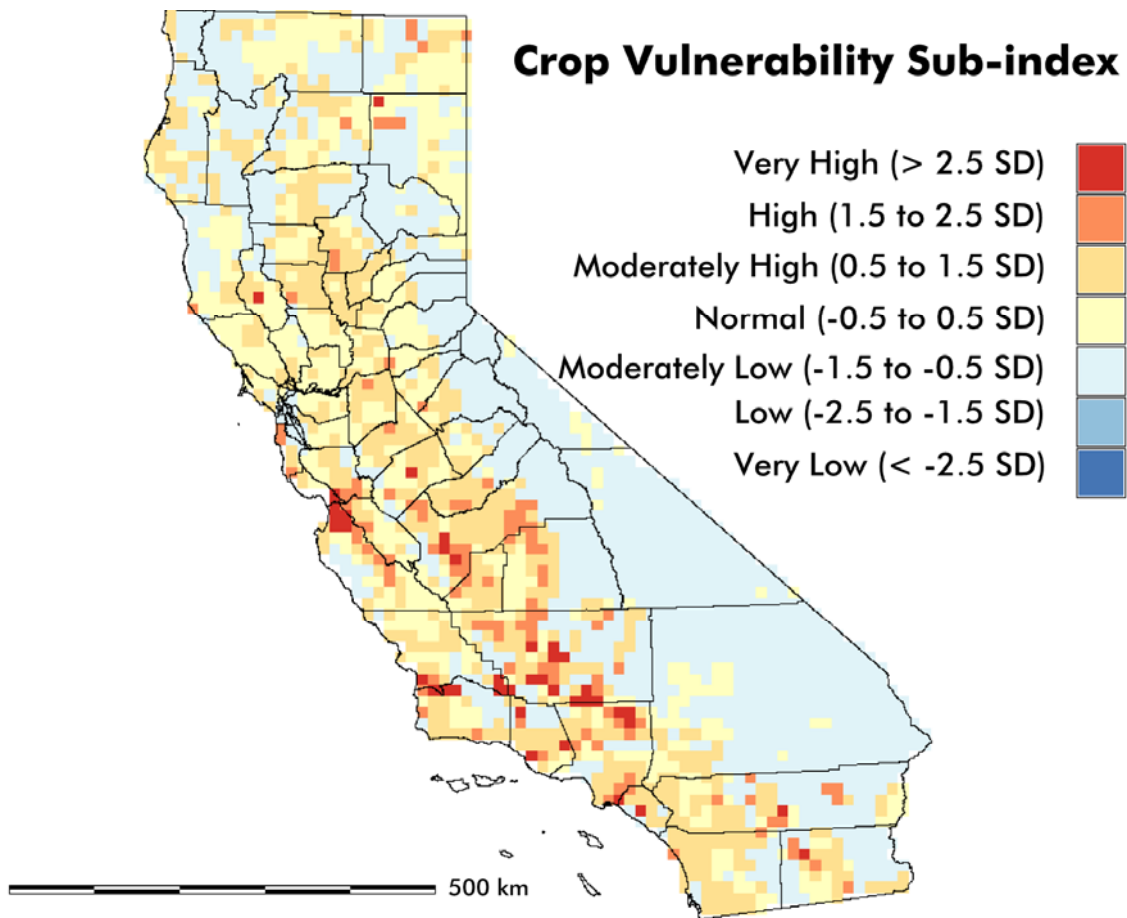 Crop Vulnerability Sub-index
Very High (> 2.5 SD)
High (1.5 to 2.5 SD)
Moderately High (0.5 to 1.5 SD)
Normal (-0.5 to 0.5 SD)
Moderately Low (-1.5 to -0.5 SD)
Low (-2.5 to -1.5 SD)
Very Low (< -2.5 SD)
500 km